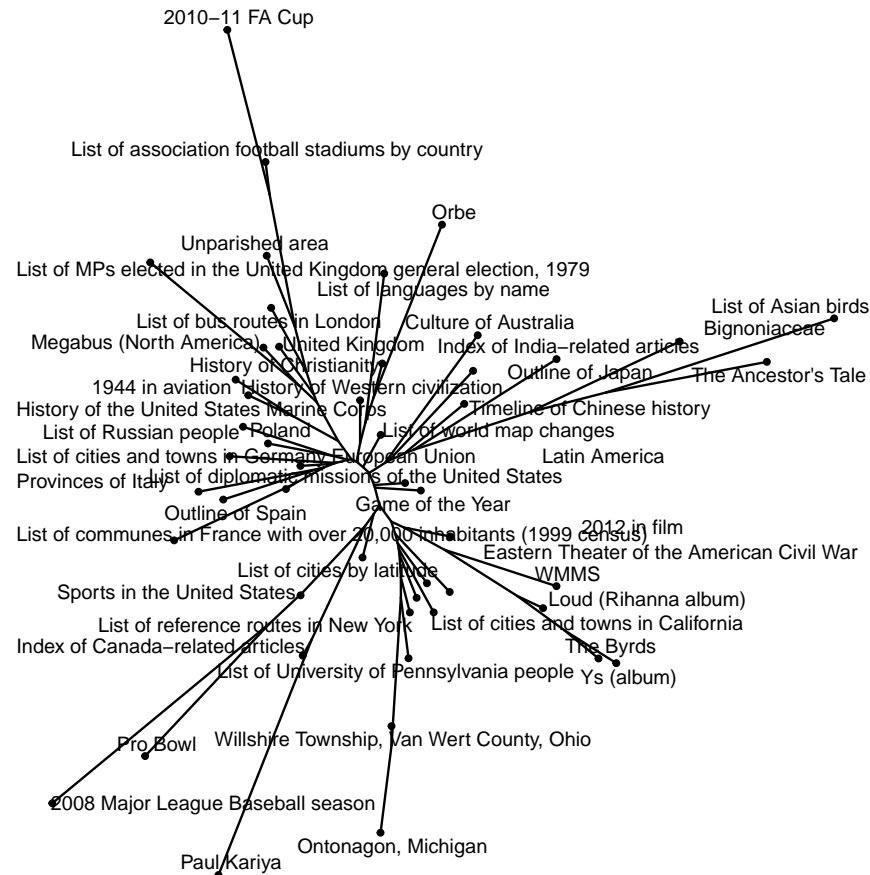 2010−11 FA Cup
List of association football stadiums by country
Orbe
Unparished area
List of MPs elected in the United Kingdom general election, 1979
List of languages by name
List of Asian birds
List of bus routes in London
Culture of Australia
Bignoniaceae
Megabus (North America)
United Kingdom
Index of India−related articles
History of Christianity
Outline of Japan
The Ancestor's Tale
1944 in aviation
History of Western civilization
History of the United States Marine Corps
Timeline of Chinese history
List of Russian people
Poland
List of world map changes
List of cities and towns in Germany
European Union
Latin America
Provinces of Italy
List of diplomatic missions of the United States
Game of the Year
Outline of Spain
2012 in film
List of communes in France with over 20,000 inhabitants (1999 census)
Eastern Theater of the American Civil War
List of cities by latitude
WMMS
Sports in the United States
Loud (Rihanna album)
List of reference routes in New York
List of cities and towns in California
Index of Canada−related articles
The Byrds
List of University of Pennsylvania people
Ys (album)
Pro Bowl
Willshire Township, Van Wert County, Ohio
2008 Major League Baseball season
Ontonagon, Michigan
Paul Kariya